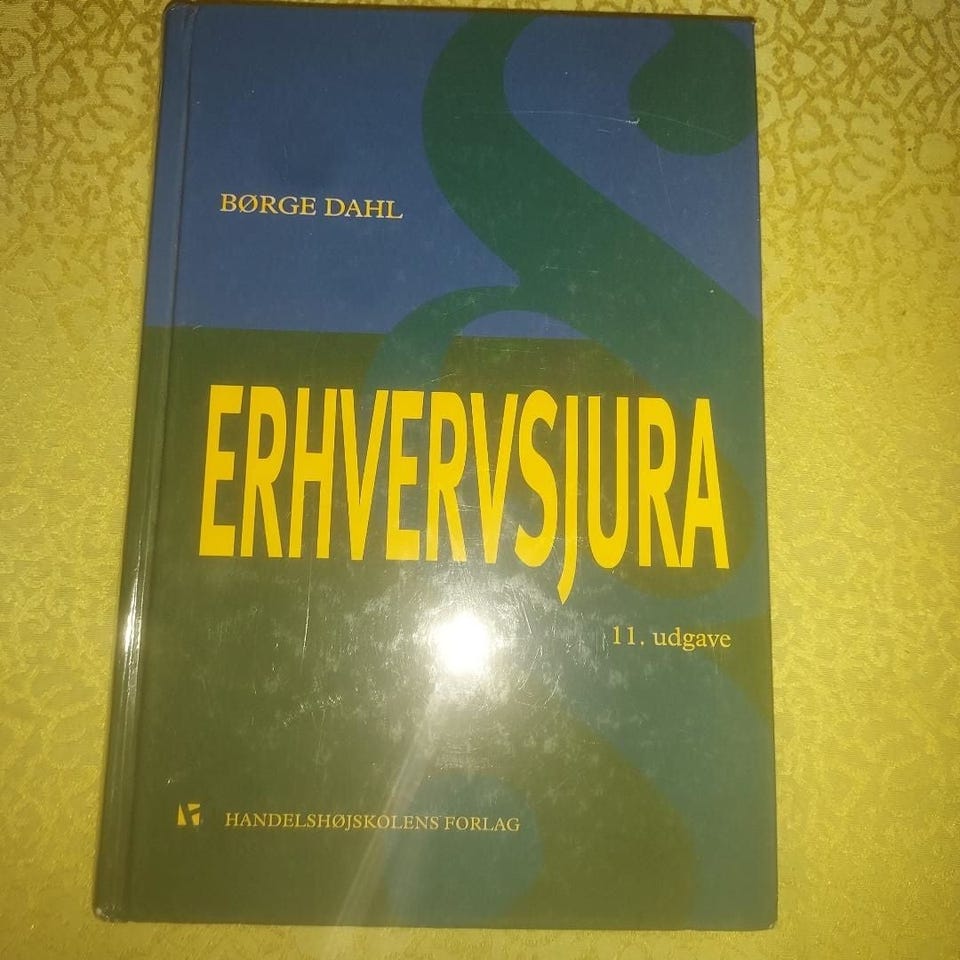 BØRGE DAHL
ERHVERVSJURA
11. udgave
HANDELSHØJSKOLENS FORLAG